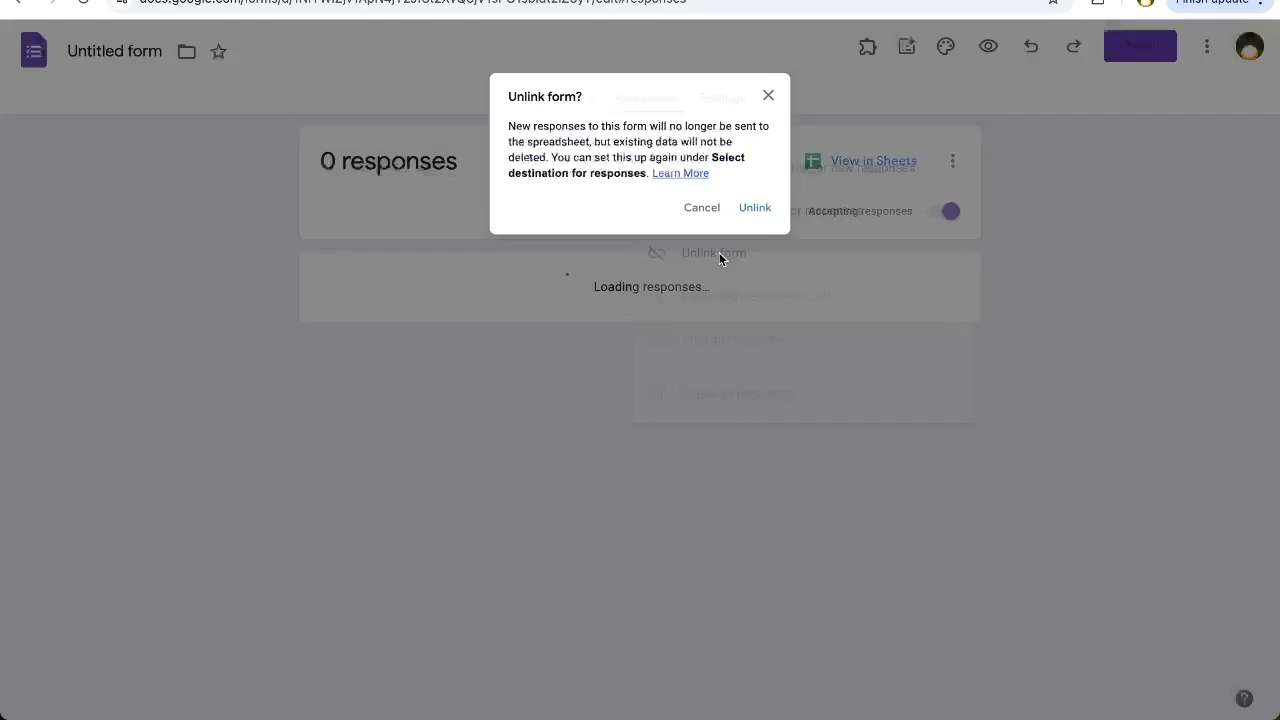 Finish update
Untitled form
Unlink form?
New responses to this form will no longer be sent to
the spreadsheet, but existing data will not be
deleted. You can set this up again under Select
destination for responses. Learn More
Cancel
Unlink
0 responses
View in Sheets
Accepting responses
Unlink form
Loading responses...